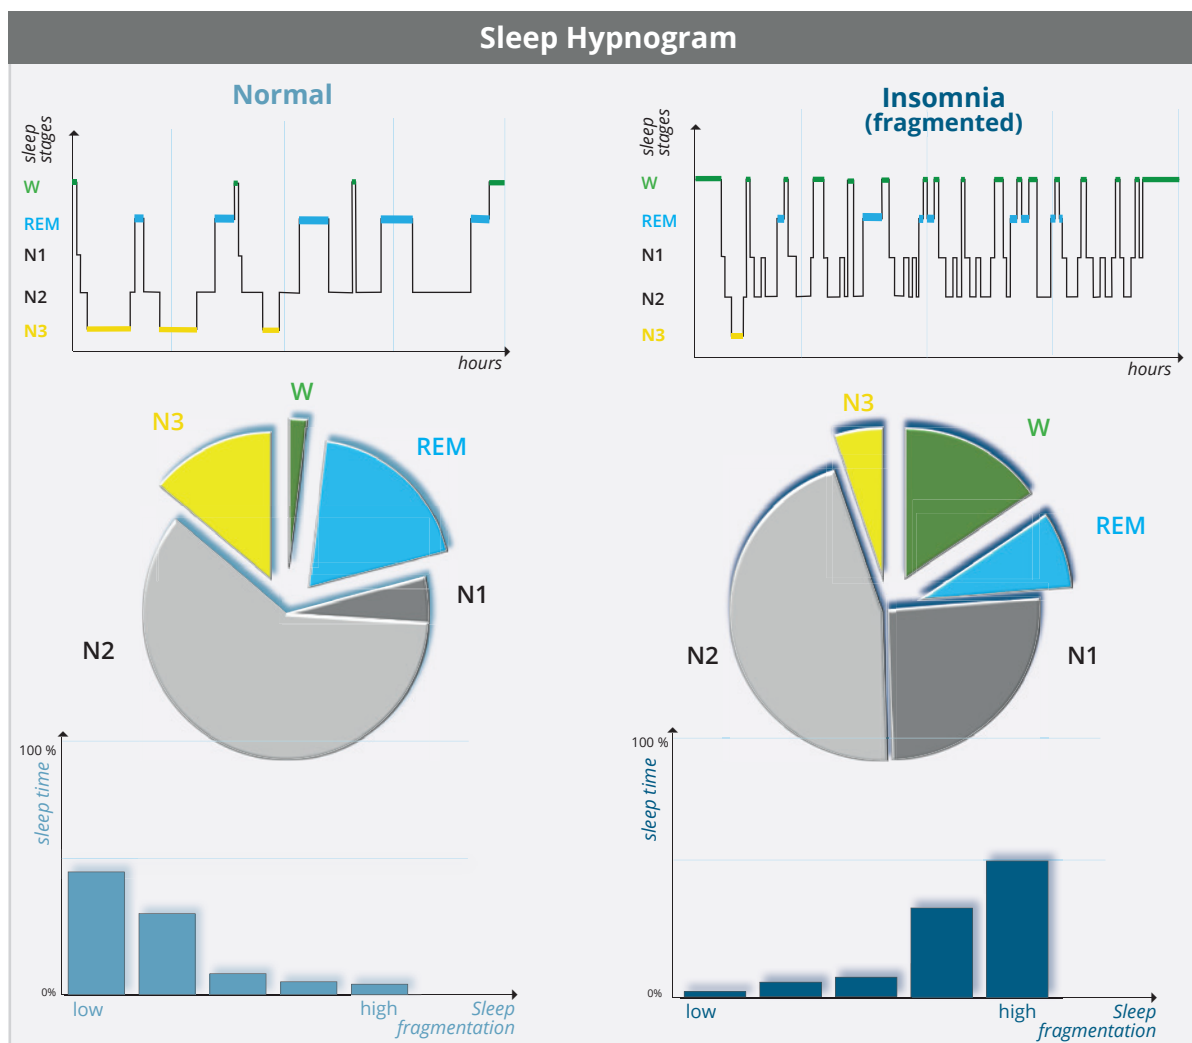 Sleep Hypnogram
Normal
sleep
stages
W
REM
N1
N2
N3
hours
Insomnia
(fragmented)
sleep
stages
W
REM
N1
N2
N3
hours
W
N3
REM
N1
N2
N3
W
REM
N1
N2
100 %
sleep time
0%
low
high
Sleep
fragmentation
100 %
sleep time
0%
low
high
Sleep
fragmentation